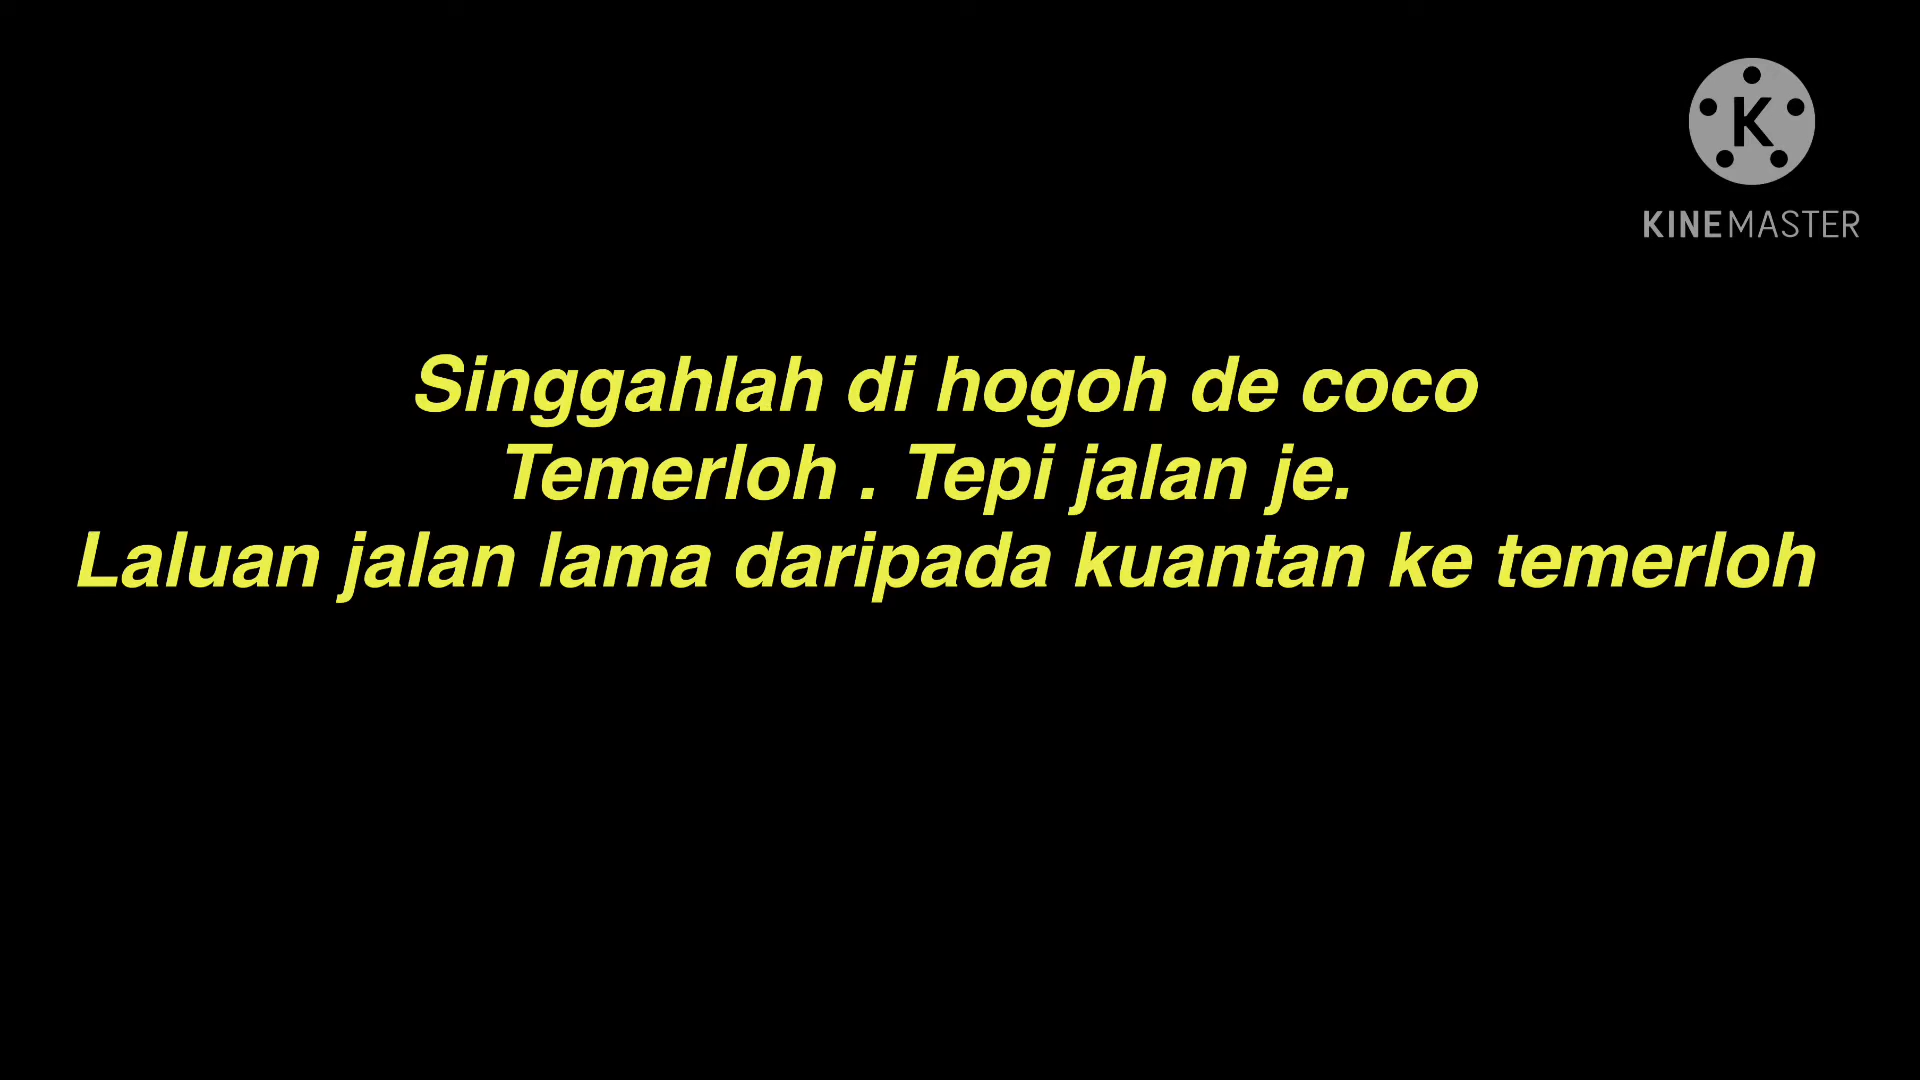 K
KINEMASTER
Singgahlah di hogoh de coco
Temerloh . Tepi jalan je.
Laluan jalan lama daripada kuantan ke temerloh